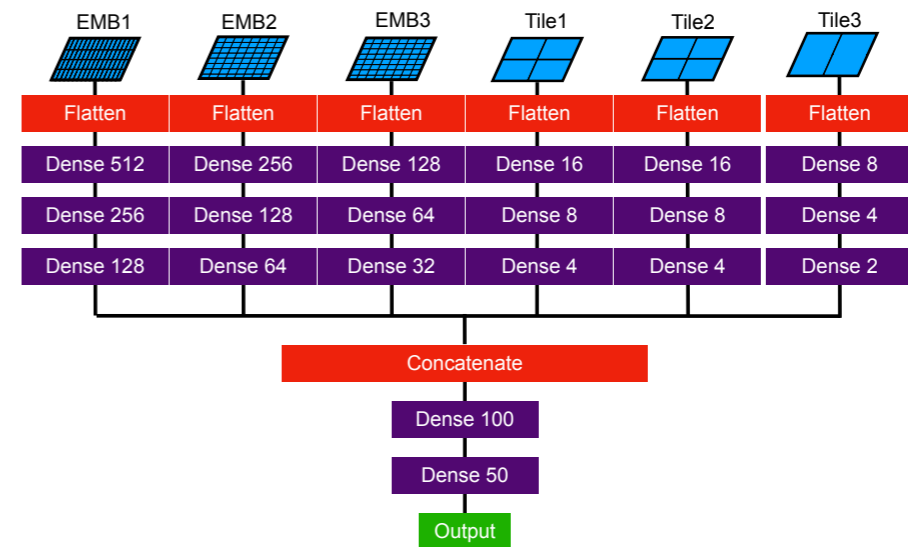 EMB1 EMB2 EMB3 Tile1 Tile2 Tile3
Flatten Flatten Flatten Flatten Flatten Flatten
Dense 512 Dense 256 Dense 128 Dense 16 Dense 16 Dense 8
Dense 256 Dense 128 Dense 64 Dense 8 Dense 8 Dense 4
Dense 128 Dense 64 Dense 32 Dense 4 Dense 4 Dense 2
Concatenate
Dense 100
Dense 50
Output